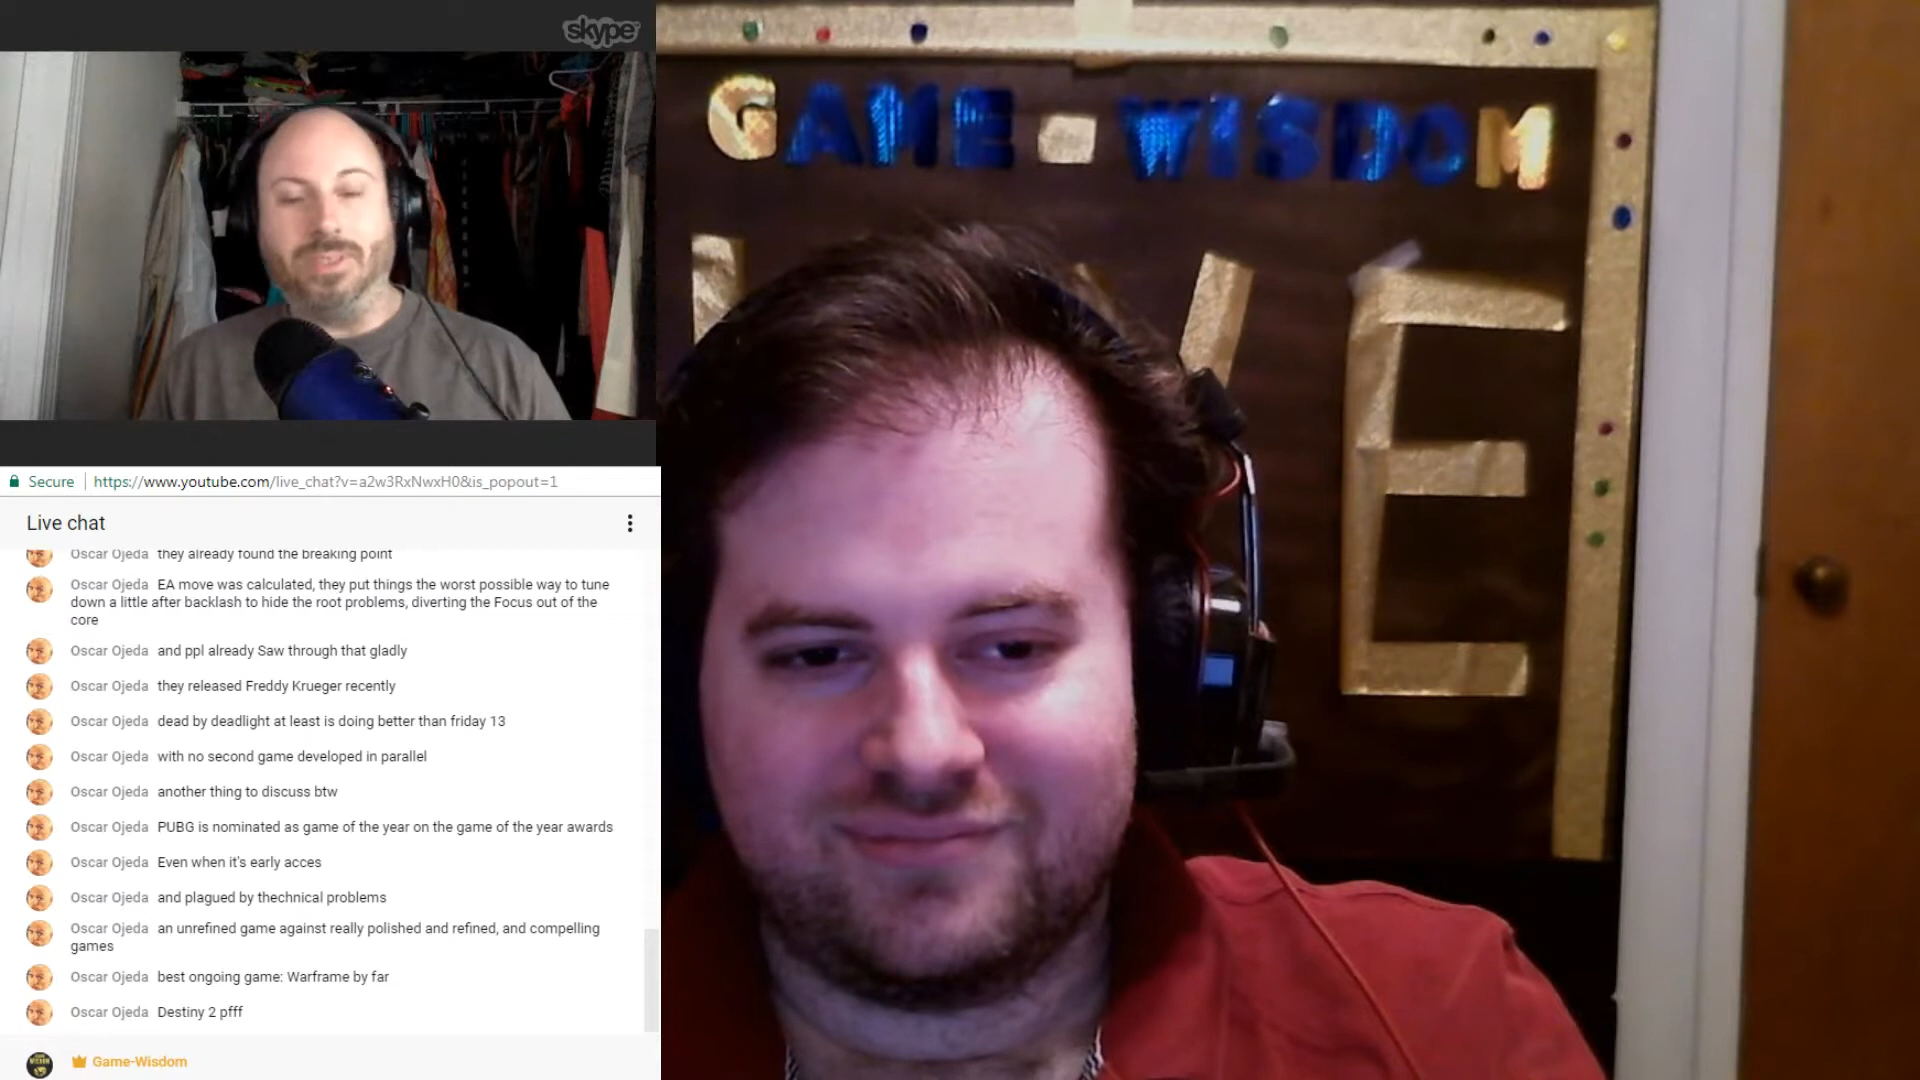 skype
GAME-WISDOM
VE
Secure | https://www.youtube.com/live_chat?v=a2w3RxNwxH0&is_popout=1
Live chat
Oscar Ojeda they already found the breaking point
Oscar Ojeda EA move was calculated, they put things the worst possible way to tune
down a little after backlash to hide the root problems, diverting the Focus out of the
core
Oscar Ojeda and ppl already Saw through that gladly
Oscar Ojeda they released Freddy Krueger recently
Oscar Ojeda dead by deadlight at least is doing better than friday 13
Oscar Ojeda with no second game developed in parallel
Oscar Ojeda another thing to discuss btw
Oscar Ojeda PUBG is nominated as game of the year on the game of the year awards
Oscar Ojeda Even when it's early acces
Oscar Ojeda and plagued by thechnical problems
Oscar Ojeda an unrefined game against really polished and refined, and compelling
games
Oscar Ojeda best ongoing game: Warframe by far
Oscar Ojeda Destiny 2 pfff
Game-Wisdom